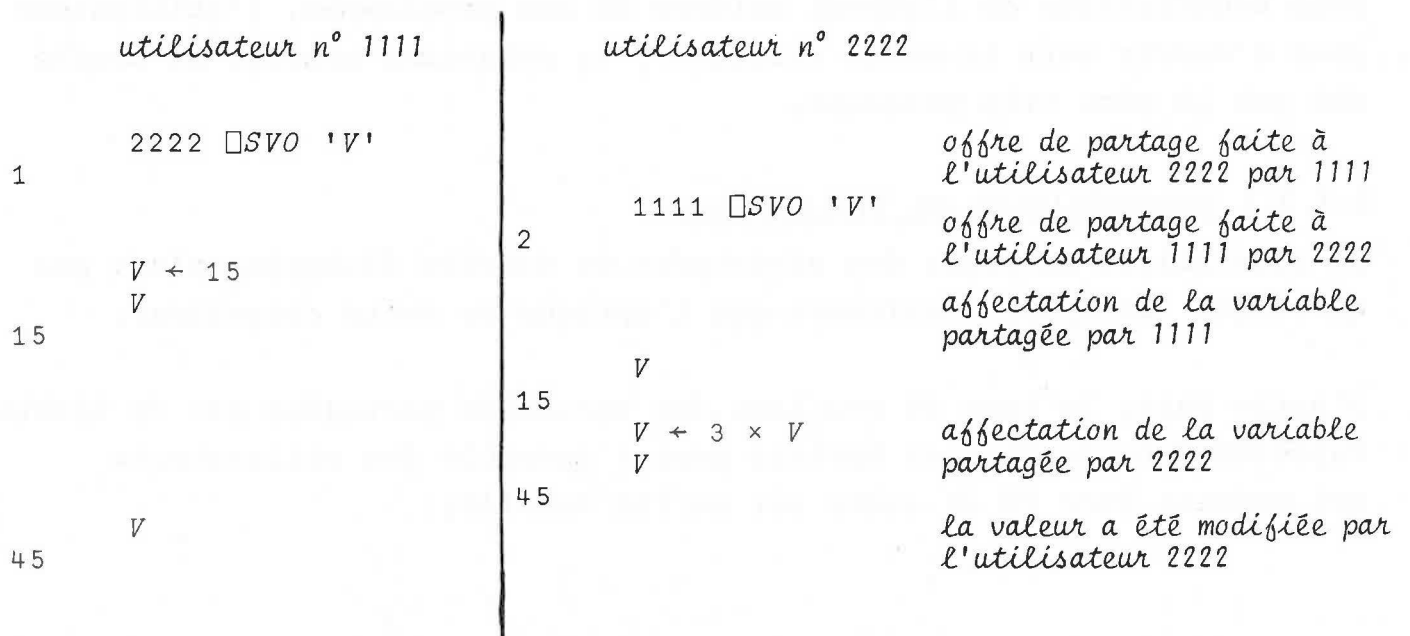 utilisateur n° 1111 utilisateur n° 2222
2222 ⎕SVO 'V' offre de partage faite à
1 l'utilisateur 2222 par 1111
1111 ⎕SVO 'V' offre de partage faite à
2 l'utilisateur 1111 par 2222
V ← 15
V affectation de la variable
15 partagée par 1111
V
15
V ← 3 × V affectation de la variable
V partagée par 2222
45
V la valeur a été modifiée par
45 l'utilisateur 2222